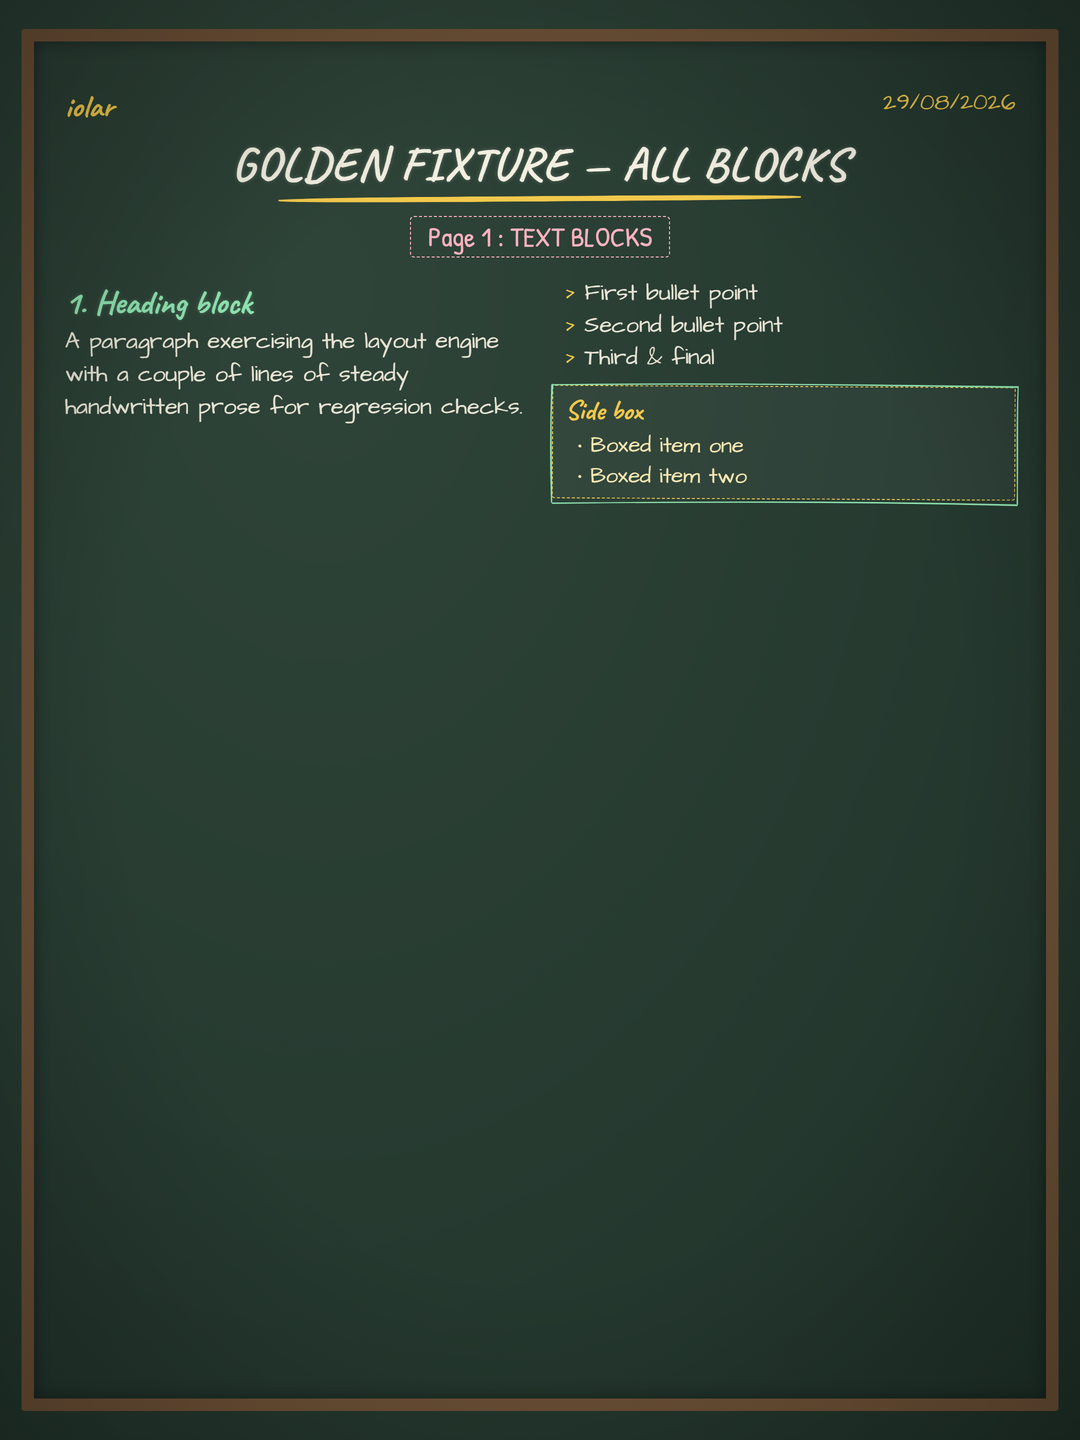 iolar
29/08/2026
GOLDEN FIXTURE – ALL BLOCKS
Page 1 : TEXT BLOCKS
1. Heading block
A paragraph exercising the layout engine
with a couple of lines of steady
handwritten prose for regression checks.
> First bullet point
> Second bullet point
> Third & final
Side box
· Boxed item one
· Boxed item two